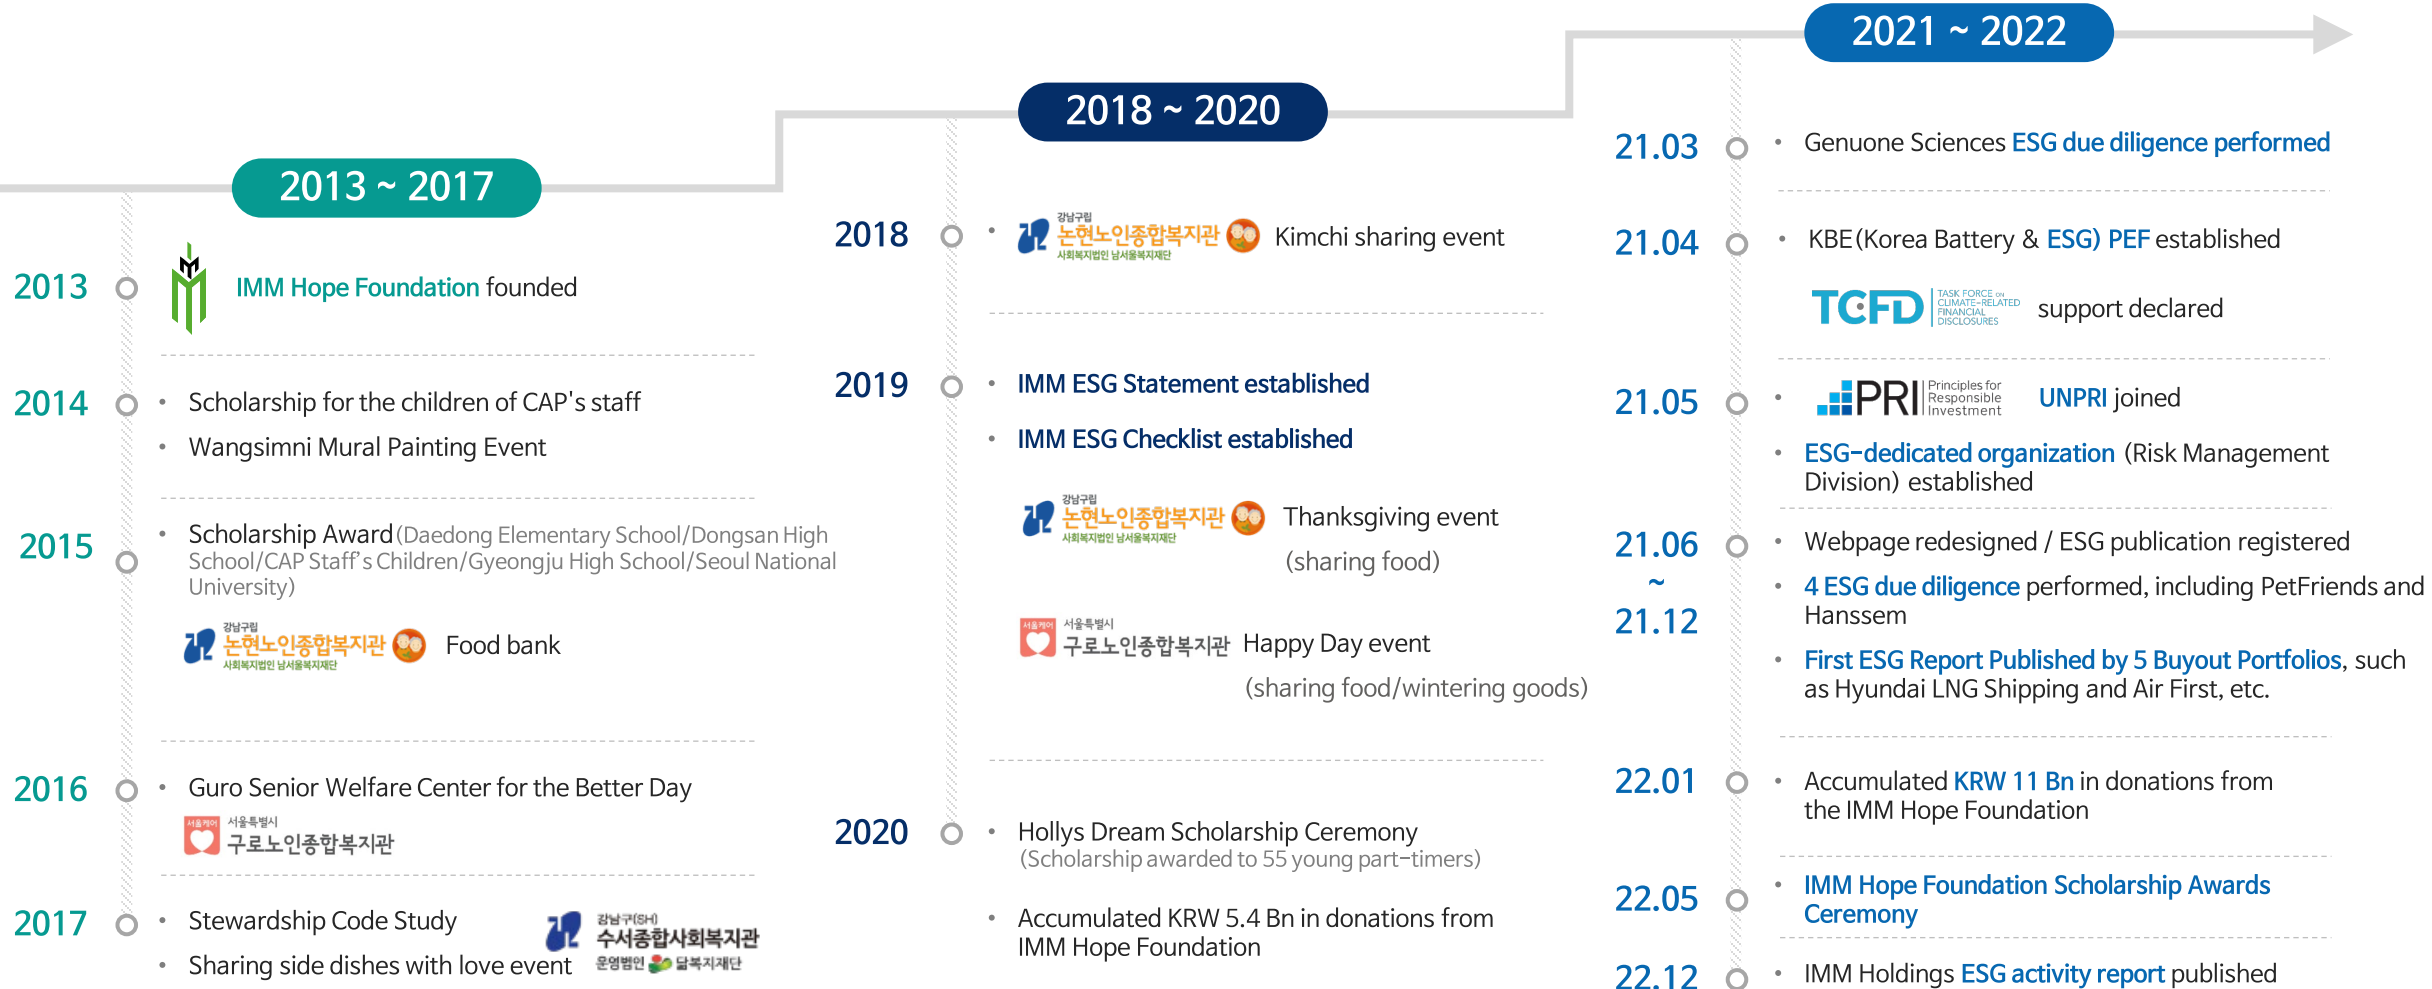 2013 ~ 2017
2013
IMM Hope Foundation founded
2014
• Scholarship for the children of CAP's staff
• Wangsimni Mural Painting Event
2015
• Scholarship Award (Daedong Elementary School/Dongsan High
School/CAP Staff's Children/Gyeongju High School/Seoul National
University)
강남구립
논현노인종합복지관
사회복지법인 남서울복지재단
Food bank
2016
• Guro Senior Welfare Center for the Better Day
서울케어
서울특별시
구로노인종합복지관
2017
• Stewardship Code Study
• Sharing side dishes with love event
강남구(SH)
수서종합사회복지관
운영법인 닮복지재단
2018 ~ 2020
2018
강남구립
논현노인종합복지관
사회복지법인 남서울복지재단
Kimchi sharing event
2019
• IMM ESG Statement established
• IMM ESG Checklist established
강남구립
논현노인종합복지관
사회복지법인 남서울복지재단
Thanksgiving event
(sharing food)
서울케어
서울특별시
구로노인종합복지관
Happy Day event
(sharing food/wintering goods)
2020
• Hollys Dream Scholarship Ceremony
(Scholarship awarded to 55 young part-timers)
• Accumulated KRW 5.4 Bn in donations from
IMM Hope Foundation
2021 ~ 2022
21.03
• Genuone Sciences ESG due diligence performed
21.04
• KBE(Korea Battery & ESG) PEF established
TCFD
TASK FORCE ON
CLIMATE-RELATED
FINANCIAL
DISCLOSURES
support declared
21.05
• PRI
Principles for
Responsible
Investment
UNPRI joined
• ESG-dedicated organization (Risk Management
Division) established
21.06
~
21.12
• Webpage redesigned / ESG publication registered
• 4 ESG due diligence performed, including PetFriends and
Hanssem
• First ESG Report Published by 5 Buyout Portfolios, such
as Hyundai LNG Shipping and Air First, etc.
22.01
• Accumulated KRW 11 Bn in donations from
the IMM Hope Foundation
22.05
• IMM Hope Foundation Scholarship Awards
Ceremony
22.12
• IMM Holdings ESG activity report published